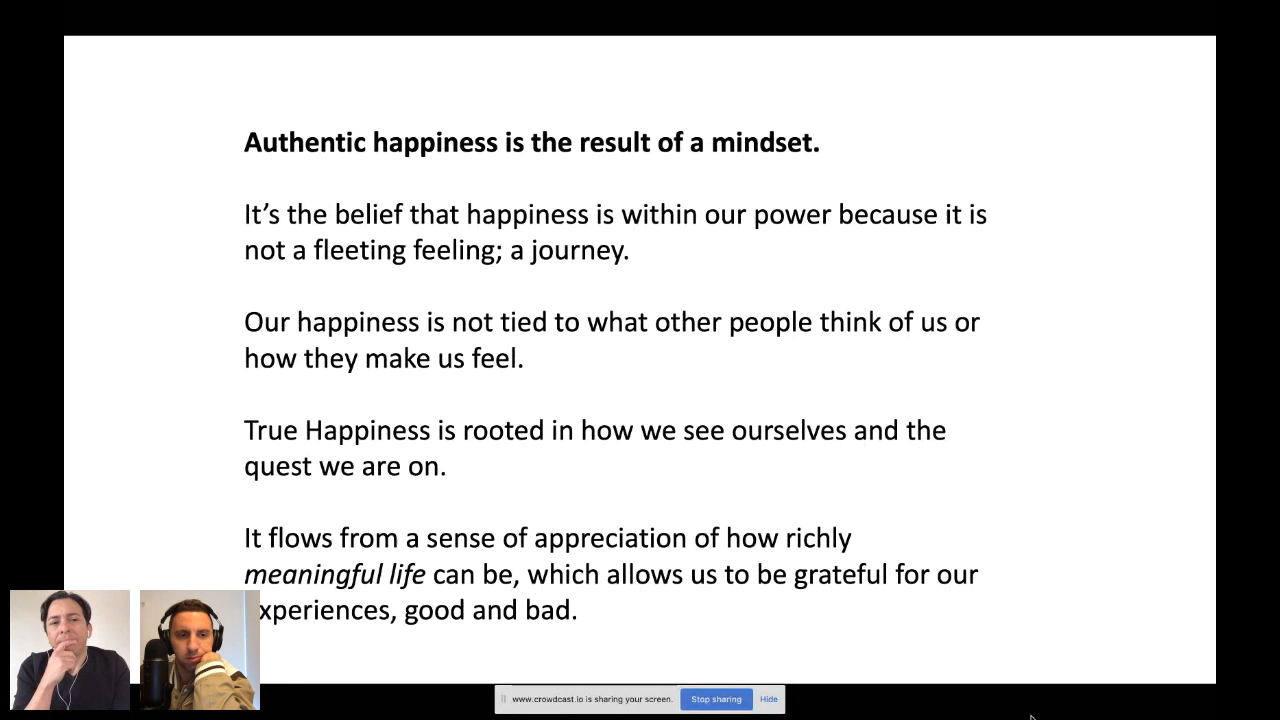 Authentic happiness is the result of a mindset.
It’s the belief that happiness is within our power because it is
not a fleeting feeling; a journey.
Our happiness is not tied to what other people think of us or
how they make us feel.
True Happiness is rooted in how we see ourselves and the
quest we are on.
It flows from a sense of appreciation of how richly
meaningful life can be, which allows us to be grateful for our
xperiences, good and bad.
www.crowdcast.io is sharing your screen. Stop sharing Hide